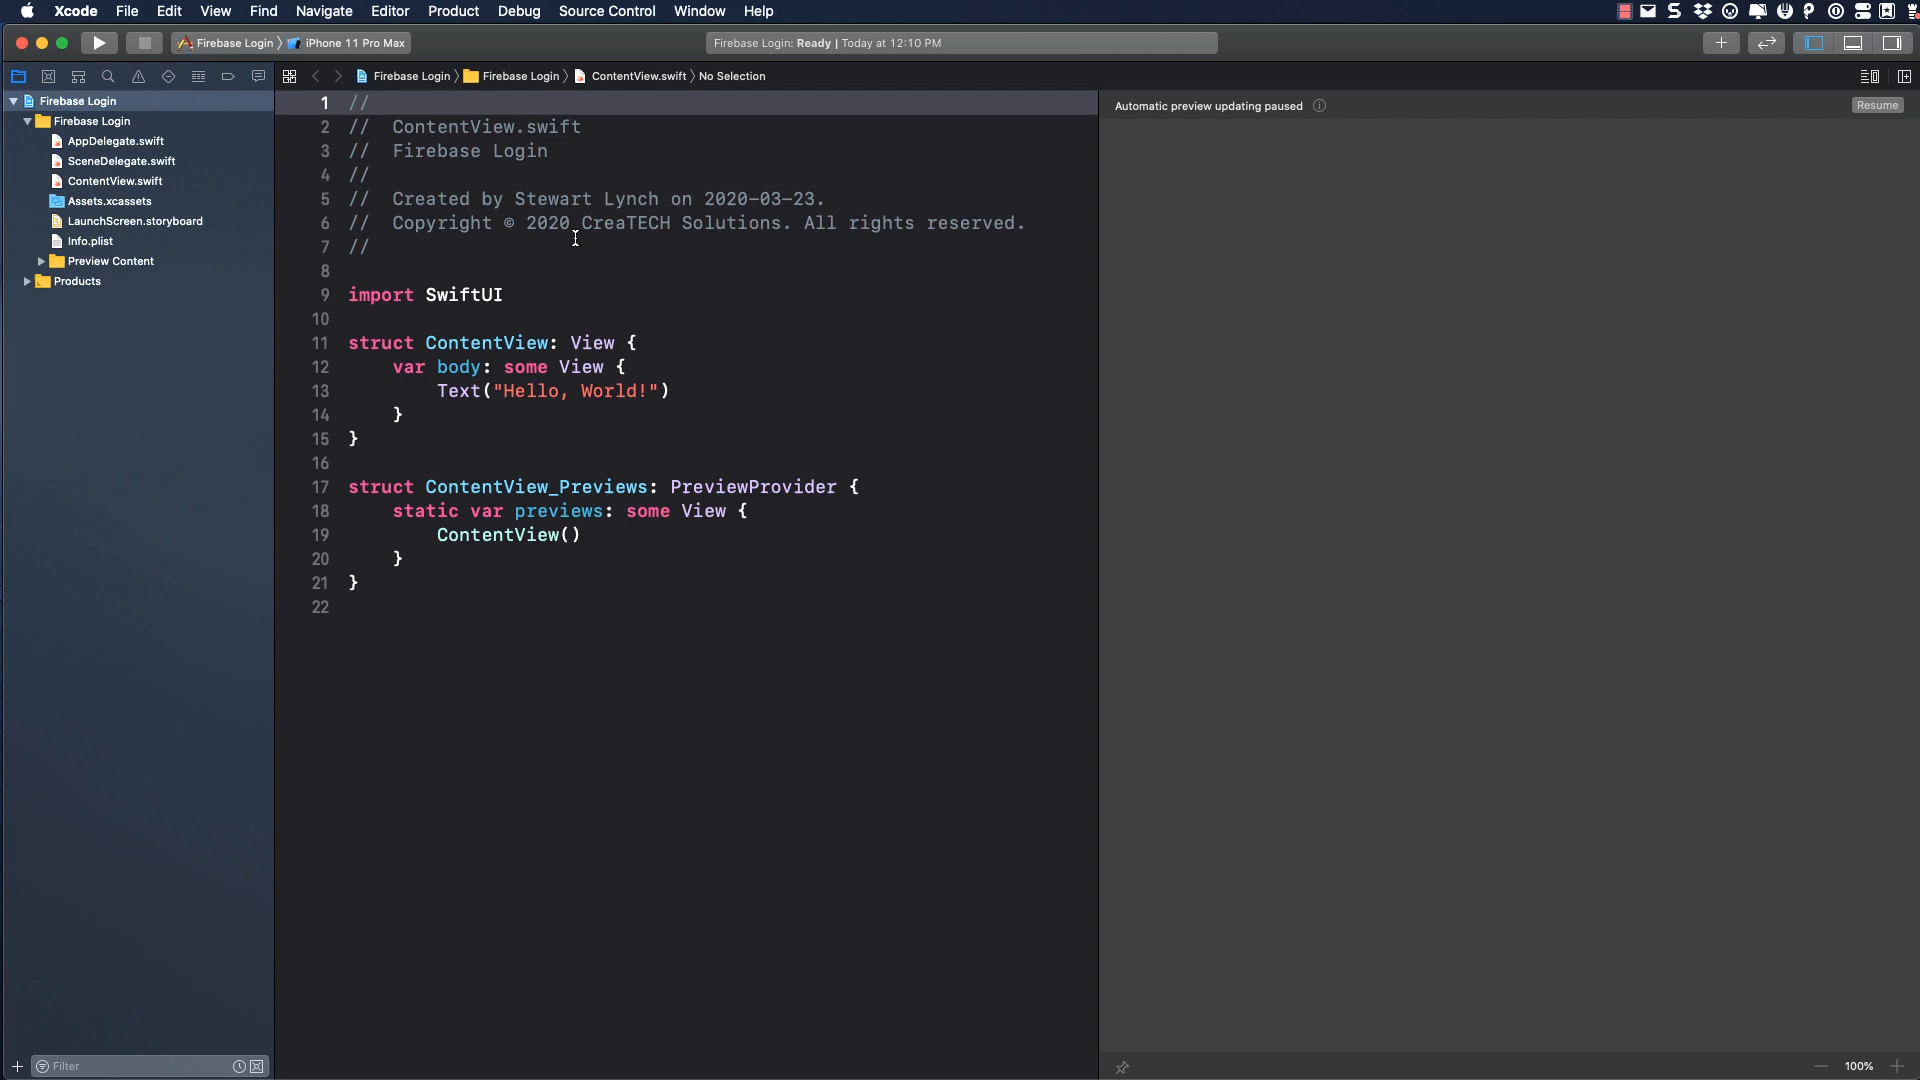 Xcode File Edit View Find Navigate Editor Product Debug Source Control Window Help
Firebase Login iPhone 11 Pro Max
Firebase Login: Ready | Today at 12:10 PM
Firebase Login Firebase Login ContentView.swift No Selection
Firebase Login
Firebase Login
AppDelegate.swift
SceneDelegate.swift
ContentView.swift
Assets.xcassets
LaunchScreen.storyboard
Info.plist
Preview Content
Products
Filter
1 //
2 //  ContentView.swift
3 //  Firebase Login
4 //
5 //  Created by Stewart Lynch on 2020-03-23.
6 //  Copyright © 2020 CreaTECH Solutions. All rights reserved.
7 //
8
9 import SwiftUI
10
11 struct ContentView: View {
12     var body: some View {
13         Text("Hello, World!")
14     }
15 }
16
17 struct ContentView_Previews: PreviewProvider {
18     static var previews: some View {
19         ContentView()
20     }
21 }
22
Automatic preview updating paused
Resume
100%